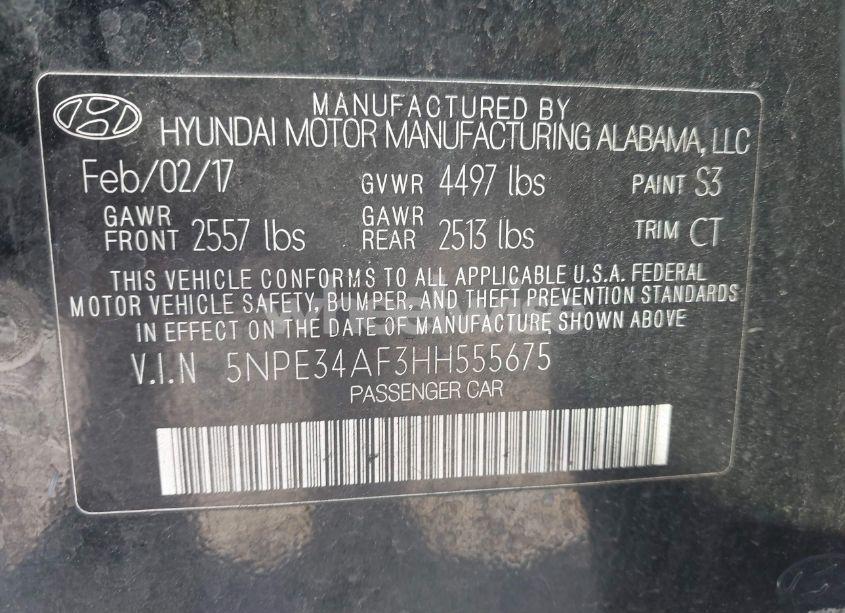 MANUFACTURED BY
HYUNDAI MOTOR MANUFACTURING ALABAMA, LLC
Feb/02/17 GVWR 4497 lbs PAINT S3
GAWR FRONT 2557 lbs GAWR REAR 2513 lbs TRIM CT
THIS VEHICLE CONFORMS TO ALL APPLICABLE U.S.A. FEDERAL
MOTOR VEHICLE SAFETY, BUMPER, AND THEFT PREVENTION STANDARDS
IN EFFECT ON THE DATE OF MANUFACTURE SHOWN ABOVE
V.I.N 5NPE34AF3HH555675
PASSENGER CAR